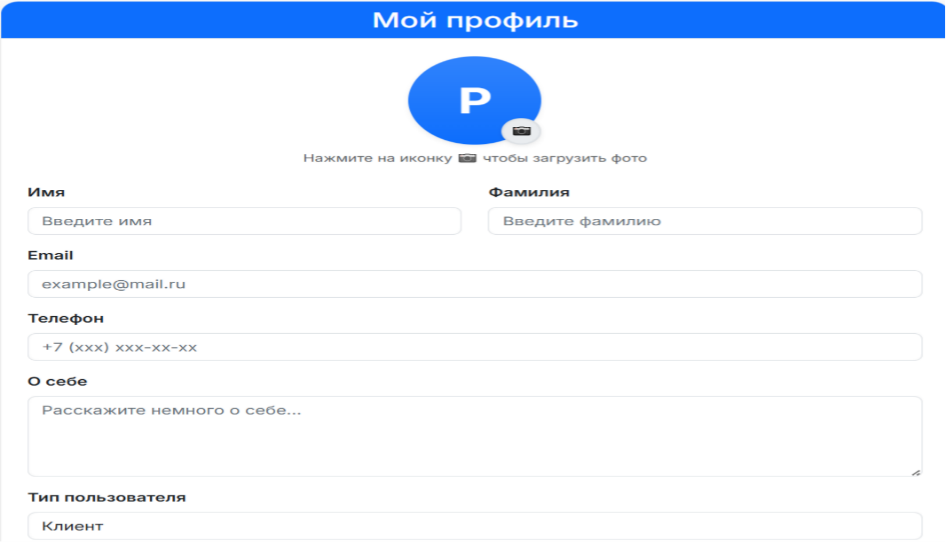 Мой профиль
P
Нажмите на иконку 📷 чтобы загрузить фото
Имя
Фамилия
Введите имя
Введите фамилию
Email
example@mail.ru
Телефон
+7 (xxx) xxx-xx-xx
О себе
Расскажите немного о себе...
Тип пользователя
Клиент